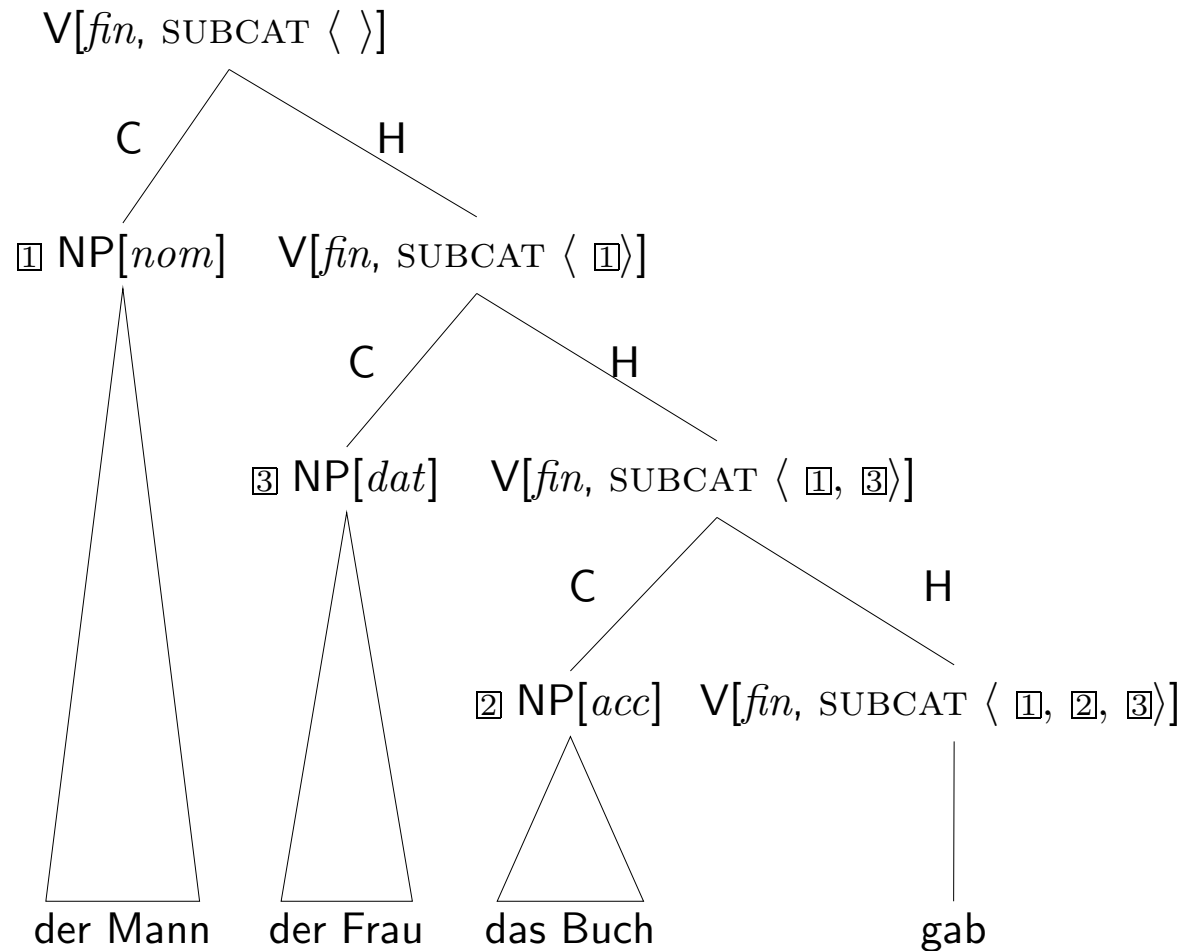 V[fin, SUBCAT ⟨ ⟩]
C H
1 NP[nom] V[fin, SUBCAT ⟨ 1⟩]
C H
3 NP[dat] V[fin, SUBCAT ⟨ 1, 3⟩]
C H
2 NP[acc] V[fin, SUBCAT ⟨ 1, 2, 3⟩]
der Mann der Frau das Buch gab